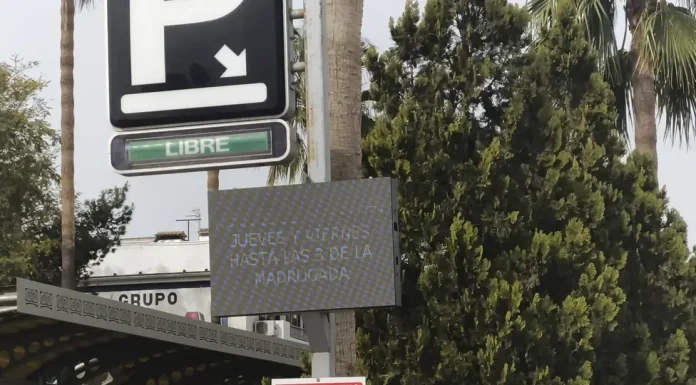 P
LIBRE
JUEVES Y VIERNES
HASTA LAS 3 DE LA
MADRUGADA
GRUPO